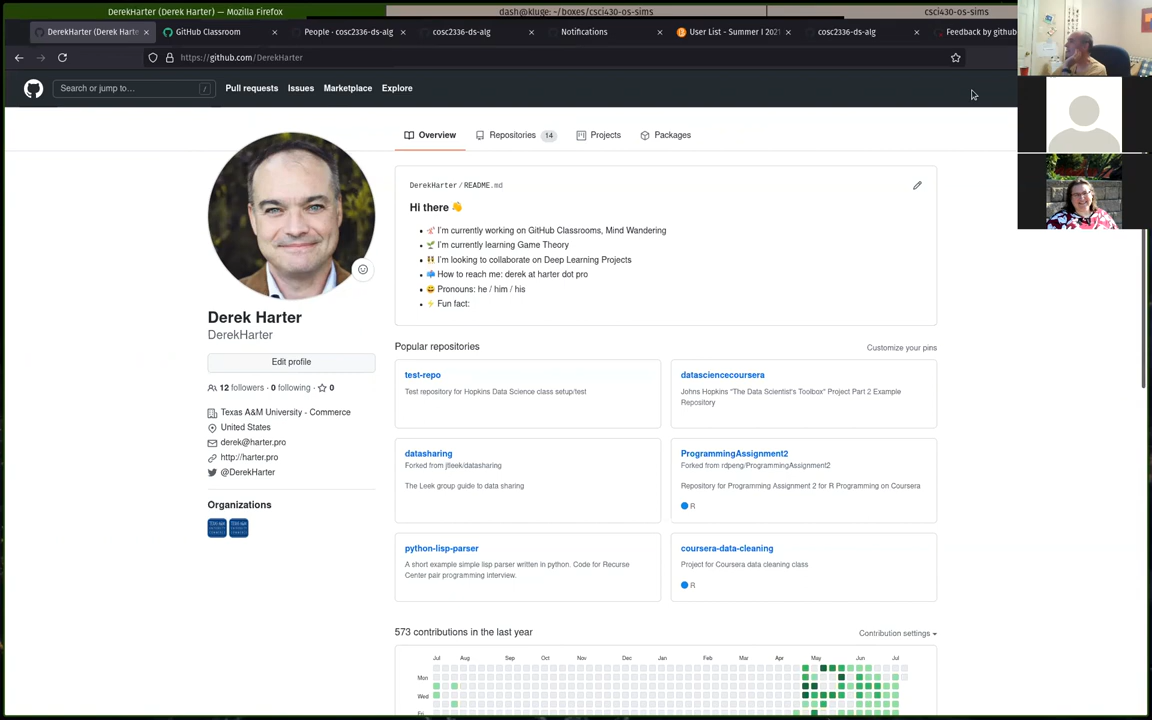 DerekHarter (Derek Harter) — Mozilla Firefox
dash@kluge: ~/boxes/csci430-os-sims
csci430-os-sims
DerekHarter (Derek Harte
GitHub Classroom
People · cosc2336-ds-alg
cosc2336-ds-alg
Notifications
User List – Summer I 2021
cosc2336-ds-alg
Feedback by github
https://github.com/DerekHarter
Search or jump to...
/
Pull requests
Issues
Marketplace
Explore
Overview
Repositories 14
Projects
Packages
DerekHarter/README.md
Hi there 👋
I'm currently working on GitHub Classrooms, Mind Wandering
I'm currently learning Game Theory
I'm looking to collaborate on Deep Learning Projects
How to reach me: derek at harter dot pro
Pronouns: he / him / his
Fun fact:
Derek Harter
DerekHarter
Edit profile
12 followers · 0 following · 0
Texas A&M University - Commerce
United States
derek@harter.pro
http://harter.pro
@DerekHarter
Organizations
Popular repositories
Customize your pins
test-repo
Test repository for Hopkins Data Science class setup/test
datasciencecoursera
Johns Hopkins "The Data Scientist's Toolbox" Project Part 2 Example
Repository
datasharing
Forked from jtleek/datasharing
The Leek group guide to data sharing
ProgrammingAssignment2
Forked from rdpeng/ProgrammingAssignment2
Repository for Programming Assignment 2 for R Programming on Coursera
R
python-lisp-parser
A short example simple lisp parser written in python. Code for Recurse
Center pair programming interview.
coursera-data-cleaning
Project for Coursera data cleaning class
R
573 contributions in the last year
Contribution settings
Jul Aug Sep Oct Nov Dec Jan Feb Mar Apr May Jun Jul
Mon
Wed
Fri